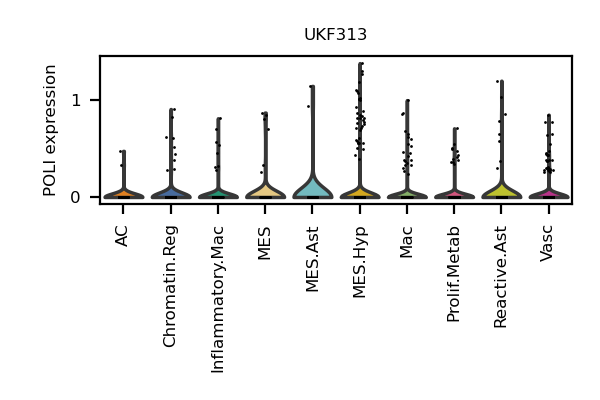 UKF313
POLI expression
1
0
AC
Chromatin.Reg
Inflammatory.Mac
MES
MES.Ast
MES.Hyp
Mac
Prolif.Metab
Reactive.Ast
Vasc